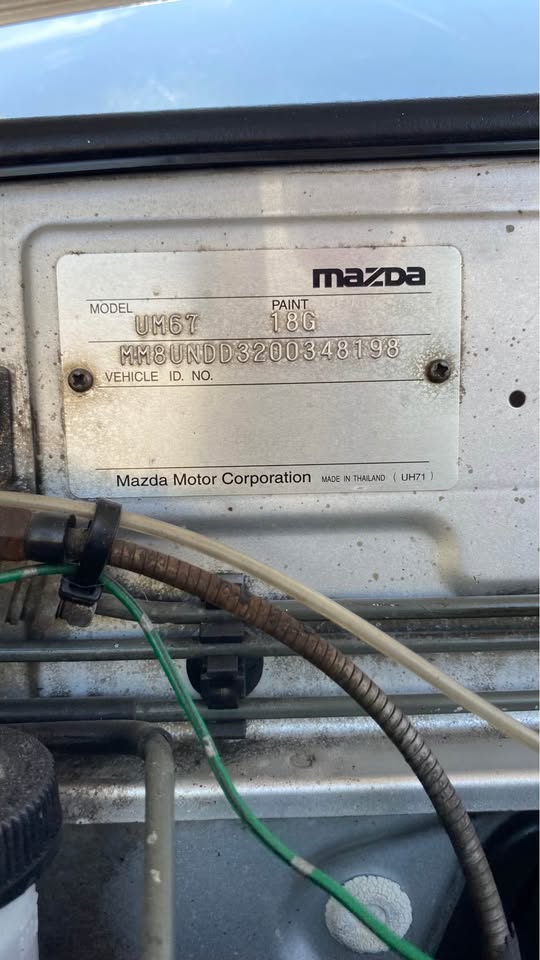 mazda
MODEL PAINT
UM67 18G
MM8UNDD3200348198
VEHICLE ID. NO.
Mazda Motor Corporation MADE IN THAILAND ( UH71 )